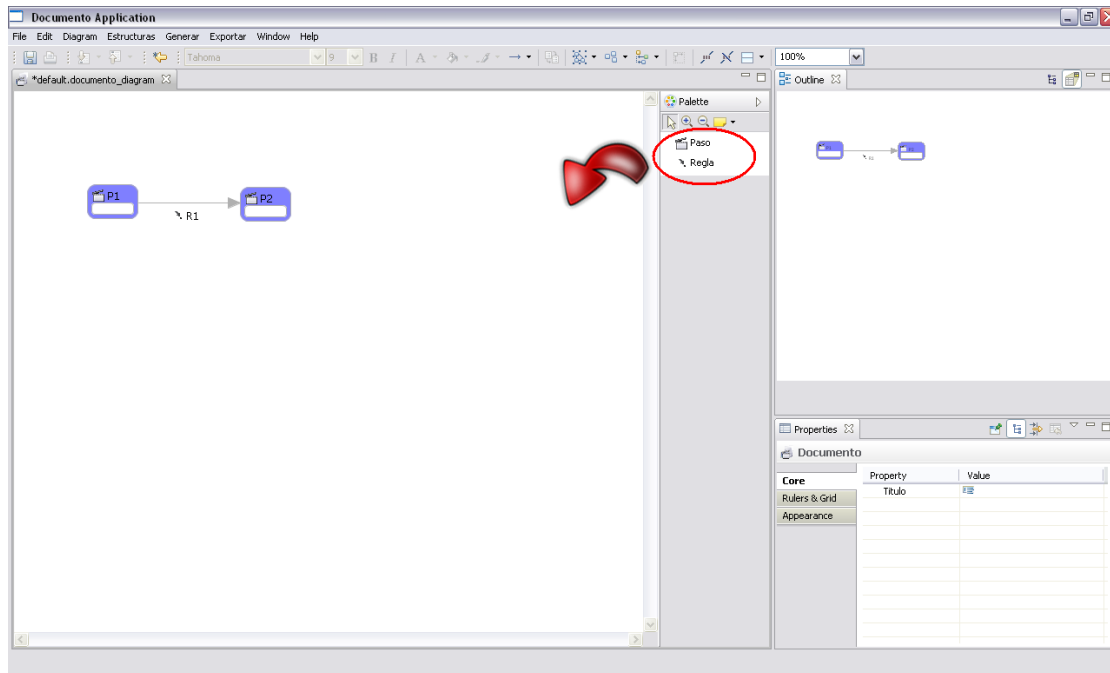 Documento Application
File Edit Diagram Estructuras Generar Exportar Window Help
Tahoma 9 B I A 100%
*default.documento_diagram
Outline
Palette
Paso
Regla
P1
P2
R1
Properties
Documento
Core
Rulers & Grid
Appearance
Property Value
Título